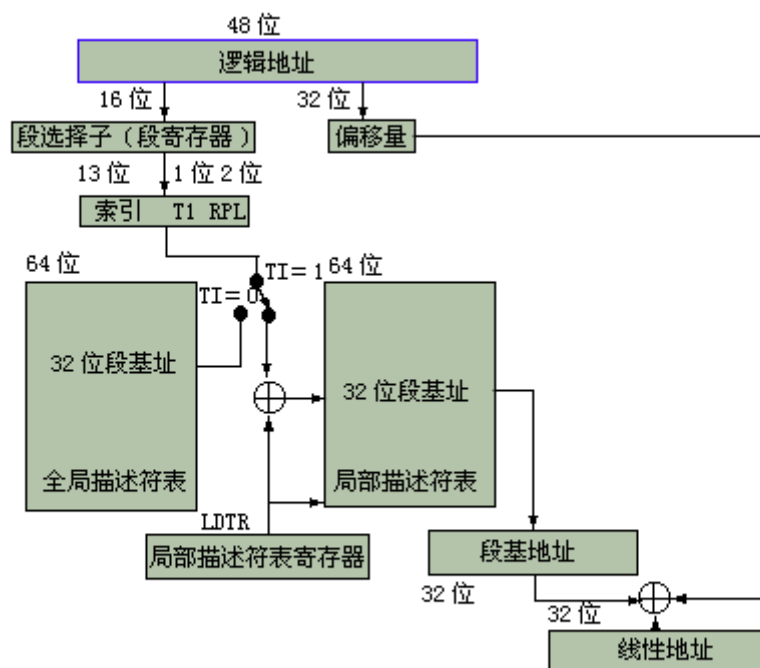 48 位
逻辑地址
16 位
32 位
段选择子（段寄存器）
偏移量
13 位
1 位 2 位
索引 T1 RPL
64 位
TI=1
64 位
TI=0
32 位段基址
32 位段基址
全局描述符表
局部描述符表
LDTR
局部描述符表寄存器
段基地址
32 位
32 位
线性地址